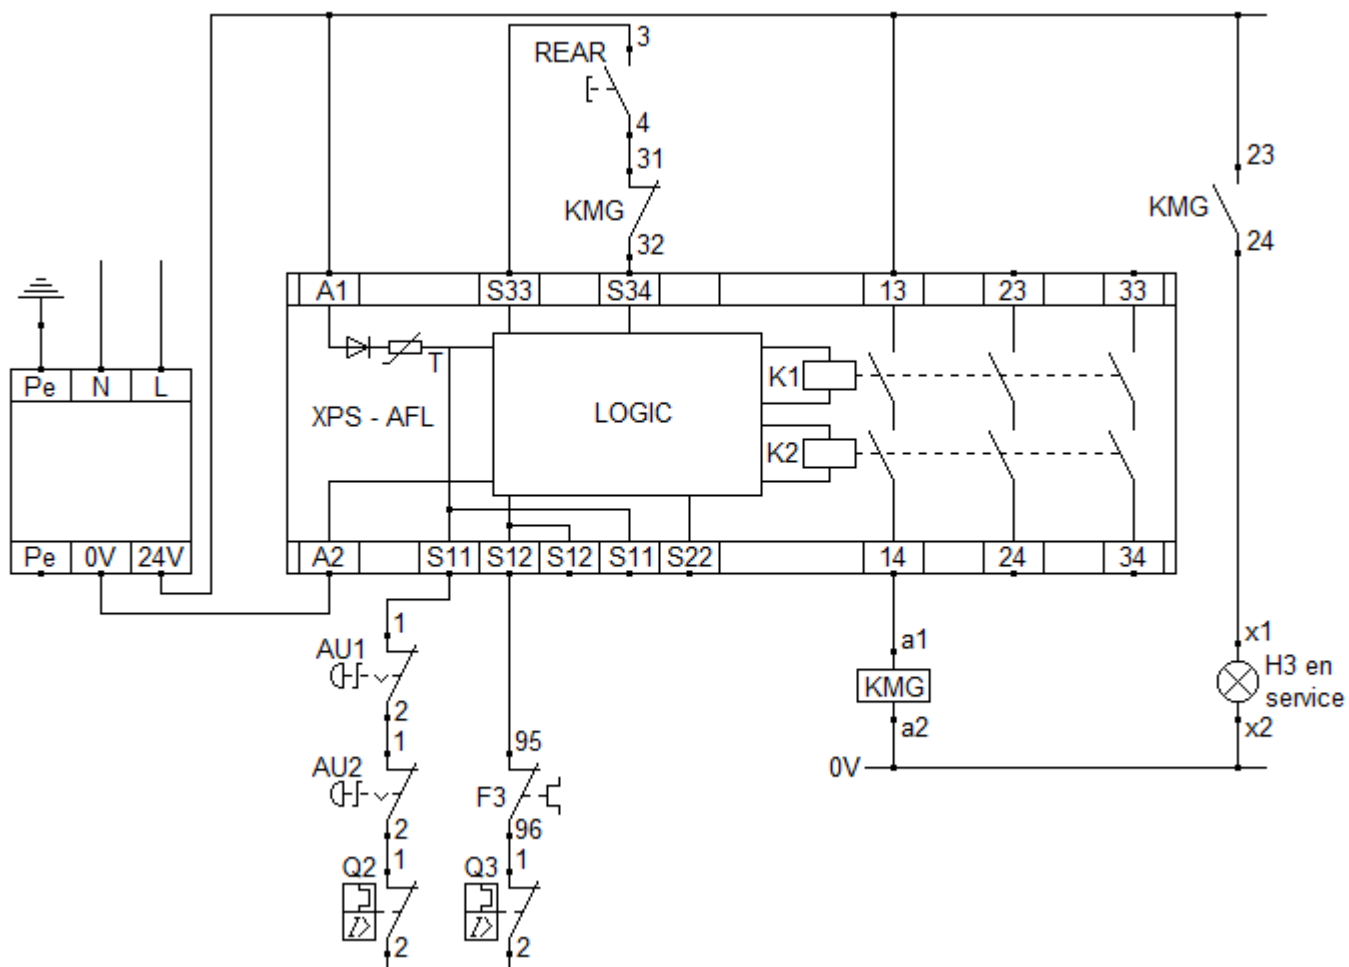 3
REAR
4
31
KMG
32
23
KMG
24
A1 S33 S34 13 23 33
Pe N L
T
K1
XPS - AFL
LOGIC
K2
Pe 0V 24V
A2 S11 S12 S12 S11 S22 14 24 34
1
AU1
2
a1
KMG
a2
x1
H3 en
service
x2
1
AU2
2
95
F3
96
0V
Q2
1
2
Q3
1
2